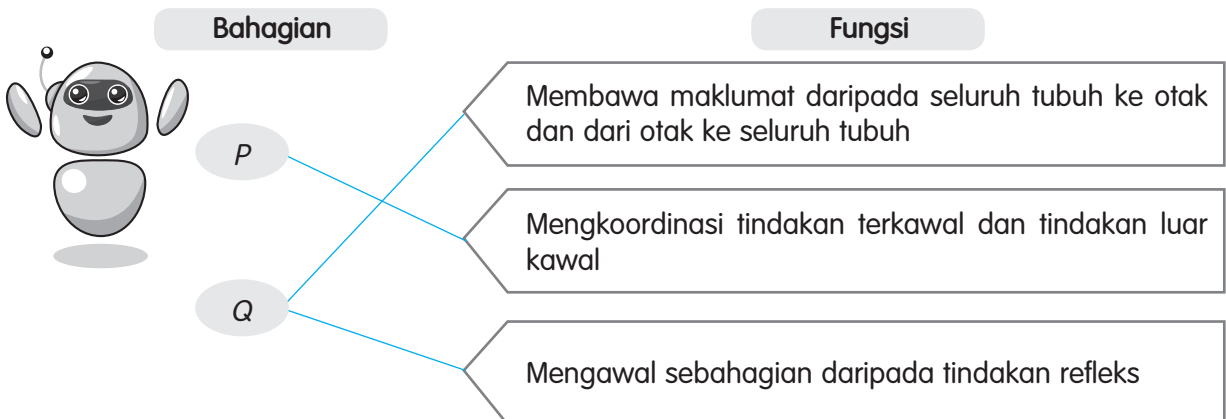 Bahagian
Fungsi
P
Q
Membawa maklumat daripada seluruh tubuh ke otak
dan dari otak ke seluruh tubuh
Mengkoordinasi tindakan terkawal dan tindakan luar
kawal
Mengawal sebahagian daripada tindakan refleks